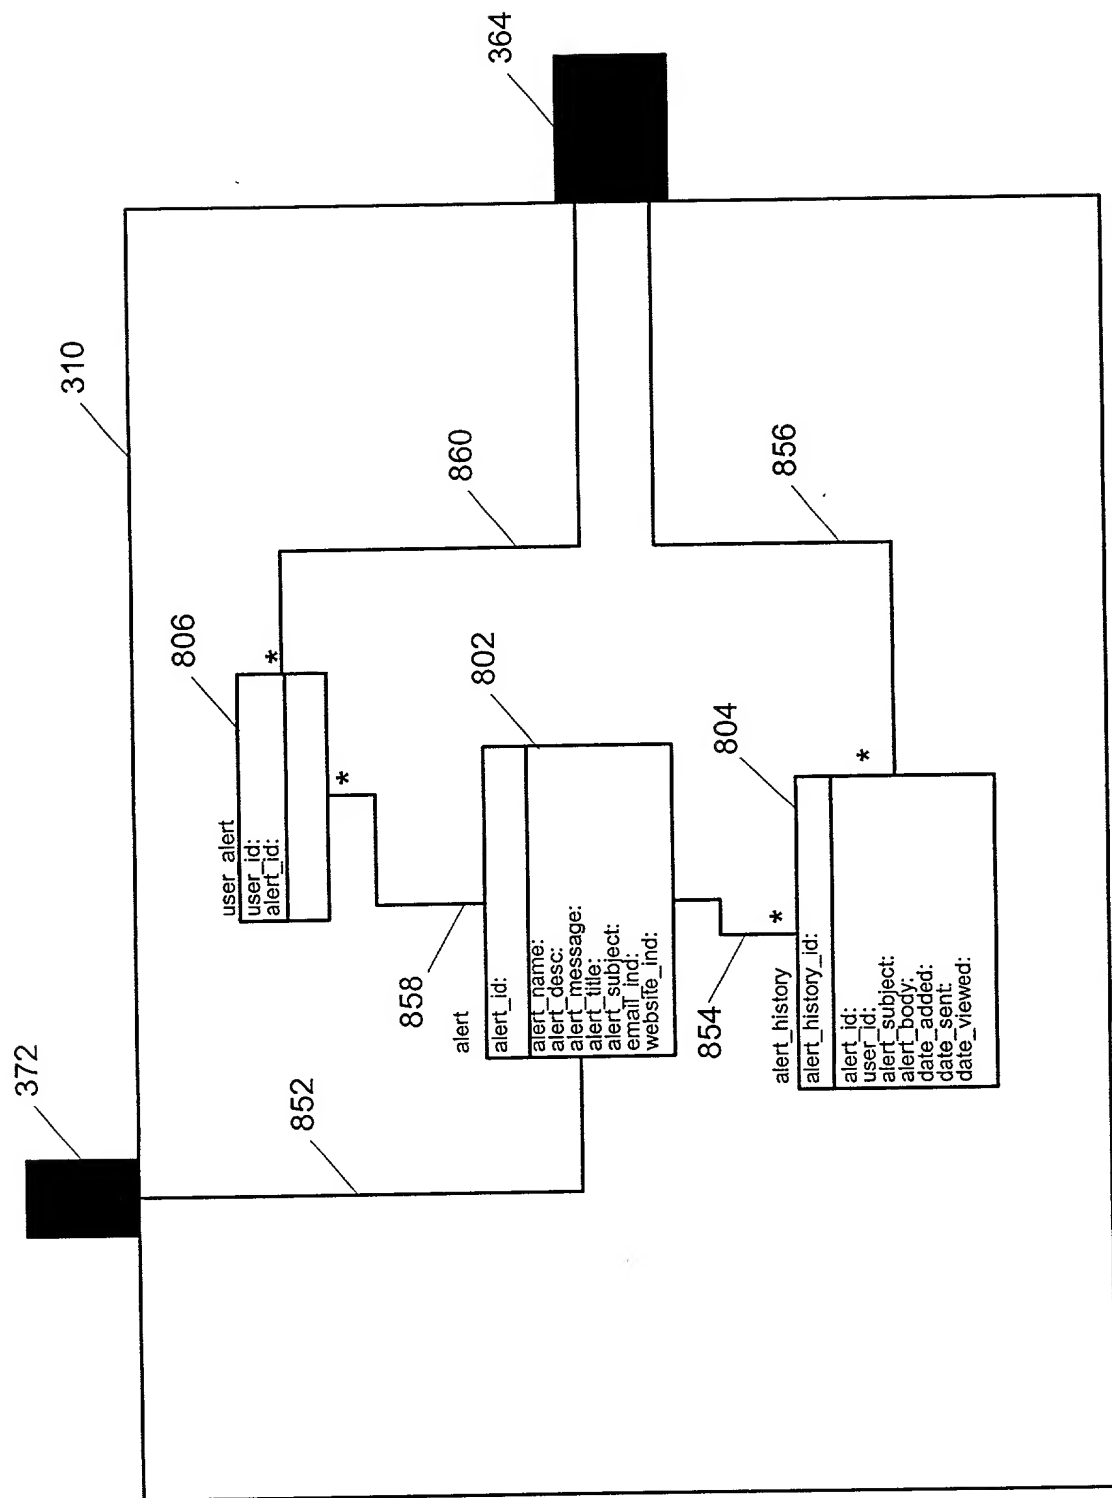 364
310
860
856
806
*
802
804
*
*
user_alert
user_id:
alert_id:
858
alert
alert_id:
alert_name:
alert_desc:
alert_message:
alert_title:
alert_subject:
email_ind:
website_ind:
854
*
alert_history
alert_history_id:
alert_id:
user_id:
alert_subject:
alert_body:
date_added:
date_sent:
date_viewed:
372
852